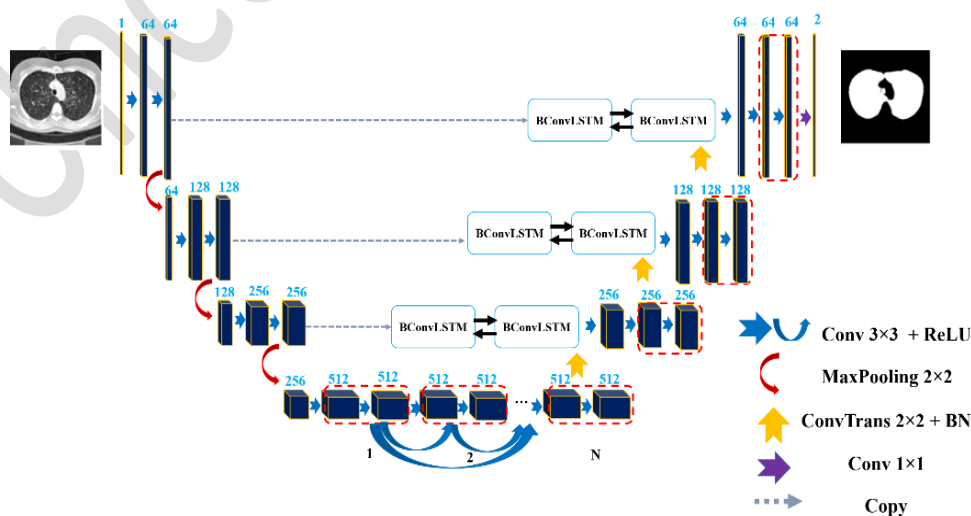 1 64 64
64 64 64 2
BConvLSTM BConvLSTM
64 128 128
128 128 128
BConvLSTM BConvLSTM
128 256 256
256 256 256
BConvLSTM BConvLSTM
256 512 512 512 512 ... 512 512
1 2 N
Conv 3×3 + ReLU
MaxPooling 2×2
ConvTrans 2×2 + BN
Conv 1×1
Copy